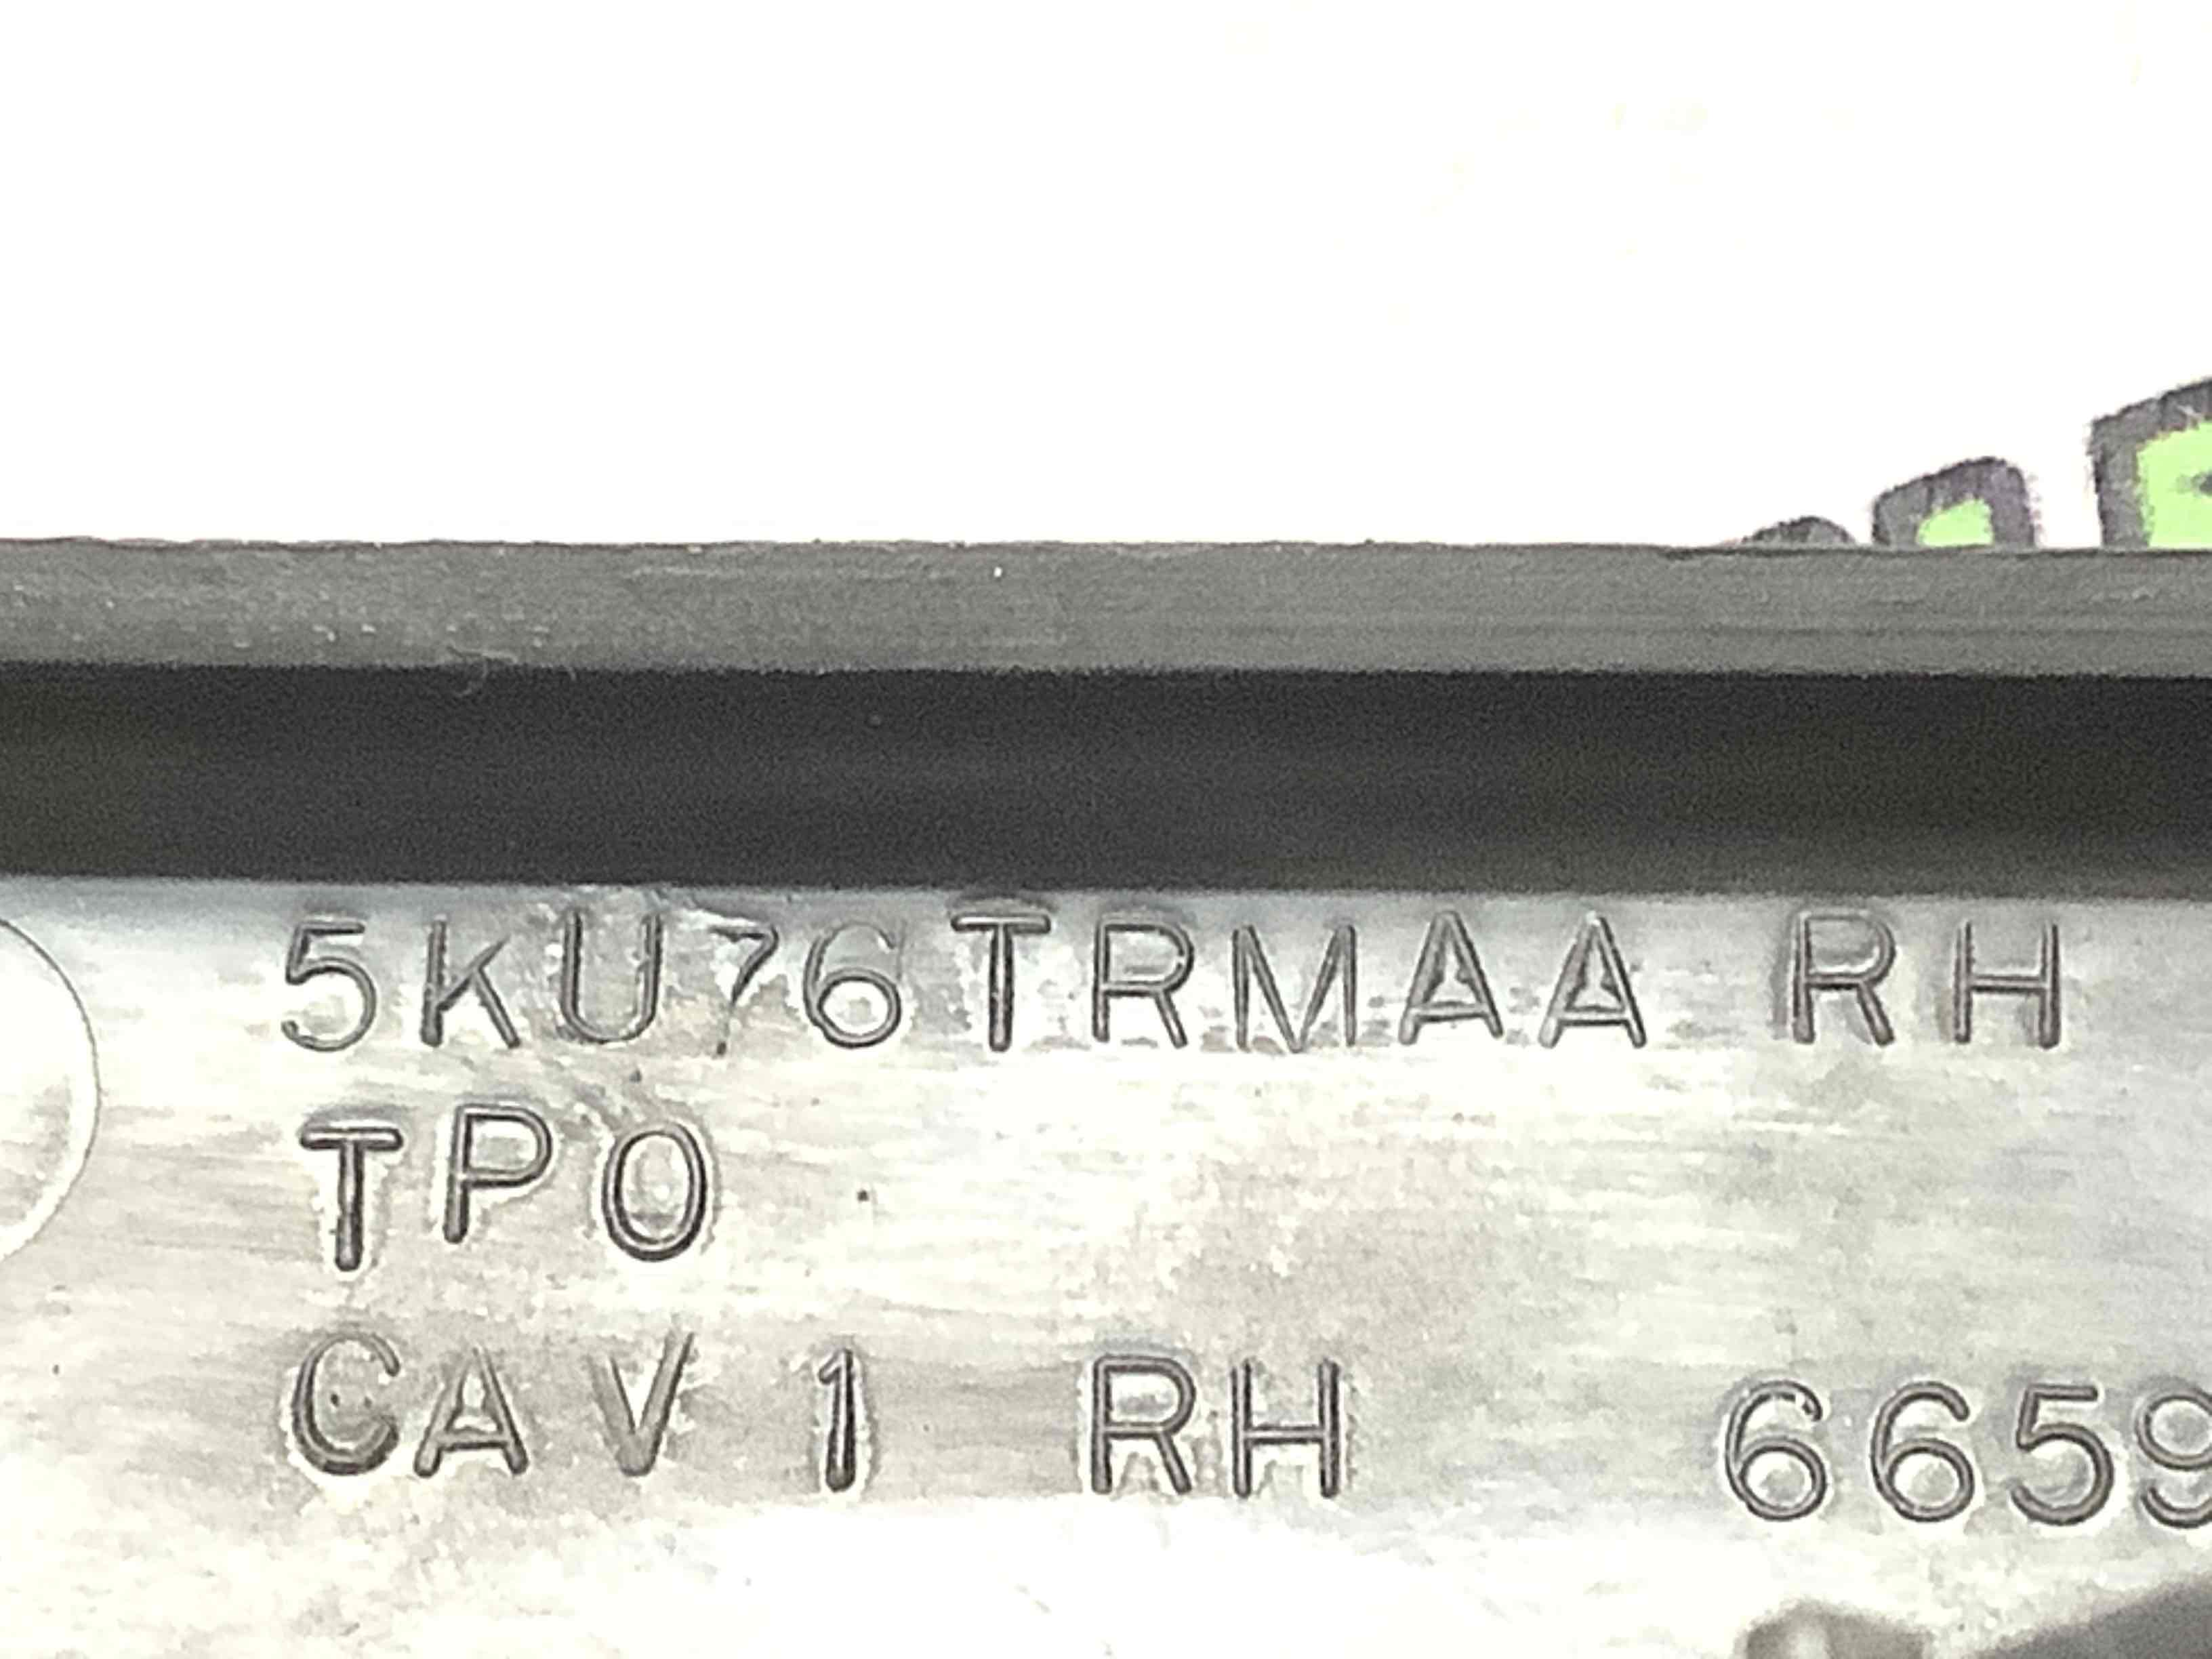 5KU76TRMAA RH
TPO
CAV 1 RH 6659